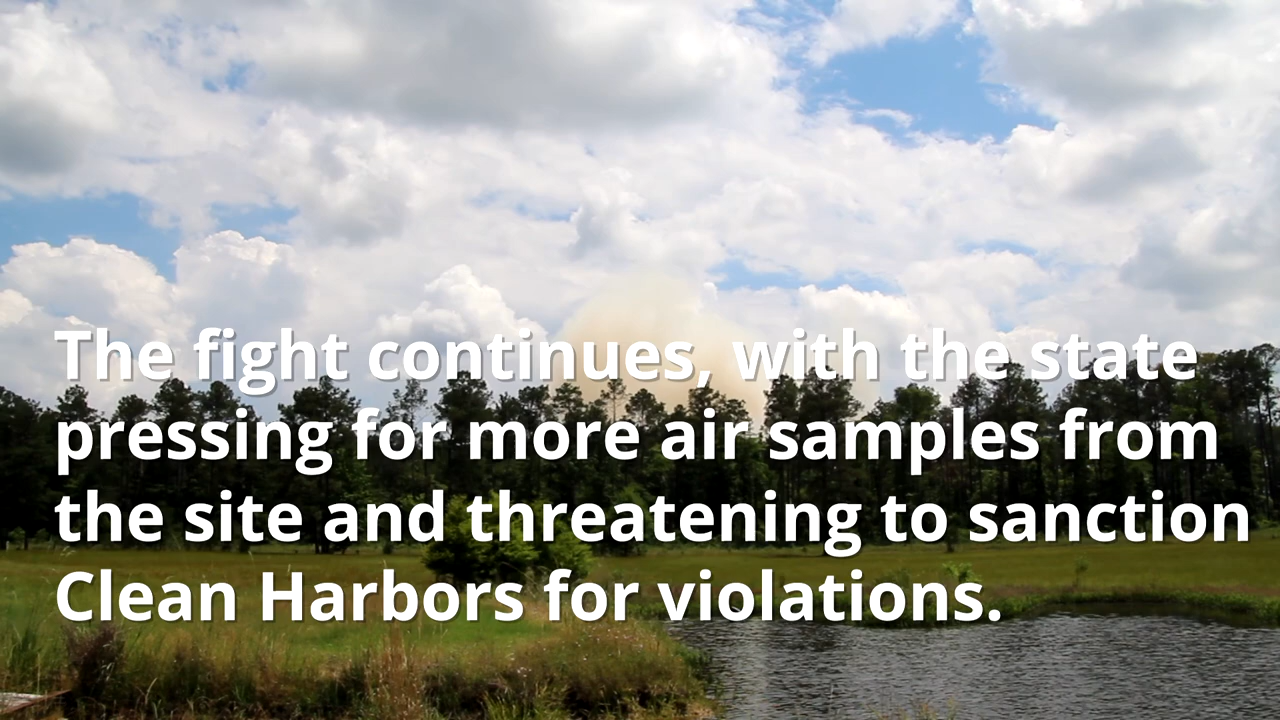 The fight continues, with the state
pressing for more air samples from
the site and threatening to sanction
Clean Harbors for violations.